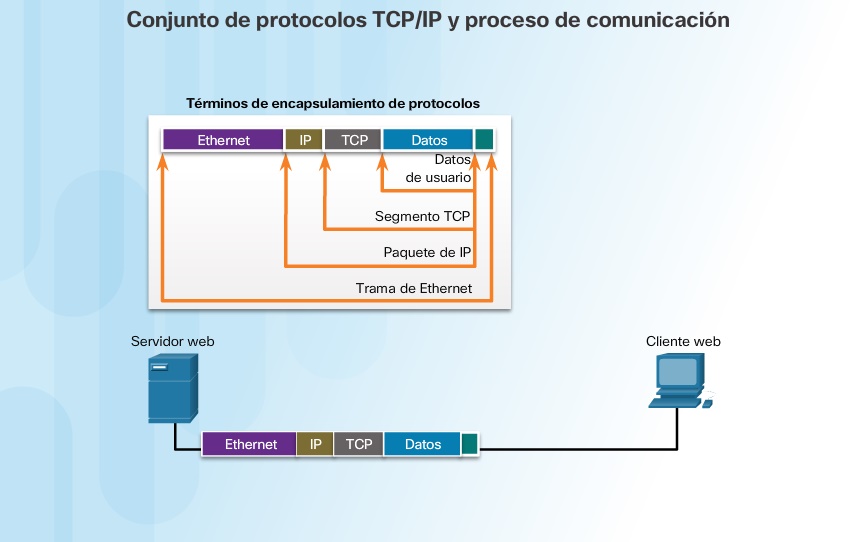 Conjunto de protocolos TCP/IP y proceso de comunicación
Términos de encapsulamiento de protocolos
Ethernet IP TCP Datos
Datos
de usuario
Segmento TCP
Paquete de IP
Trama de Ethernet
Servidor web Cliente web
Ethernet IP TCP Datos